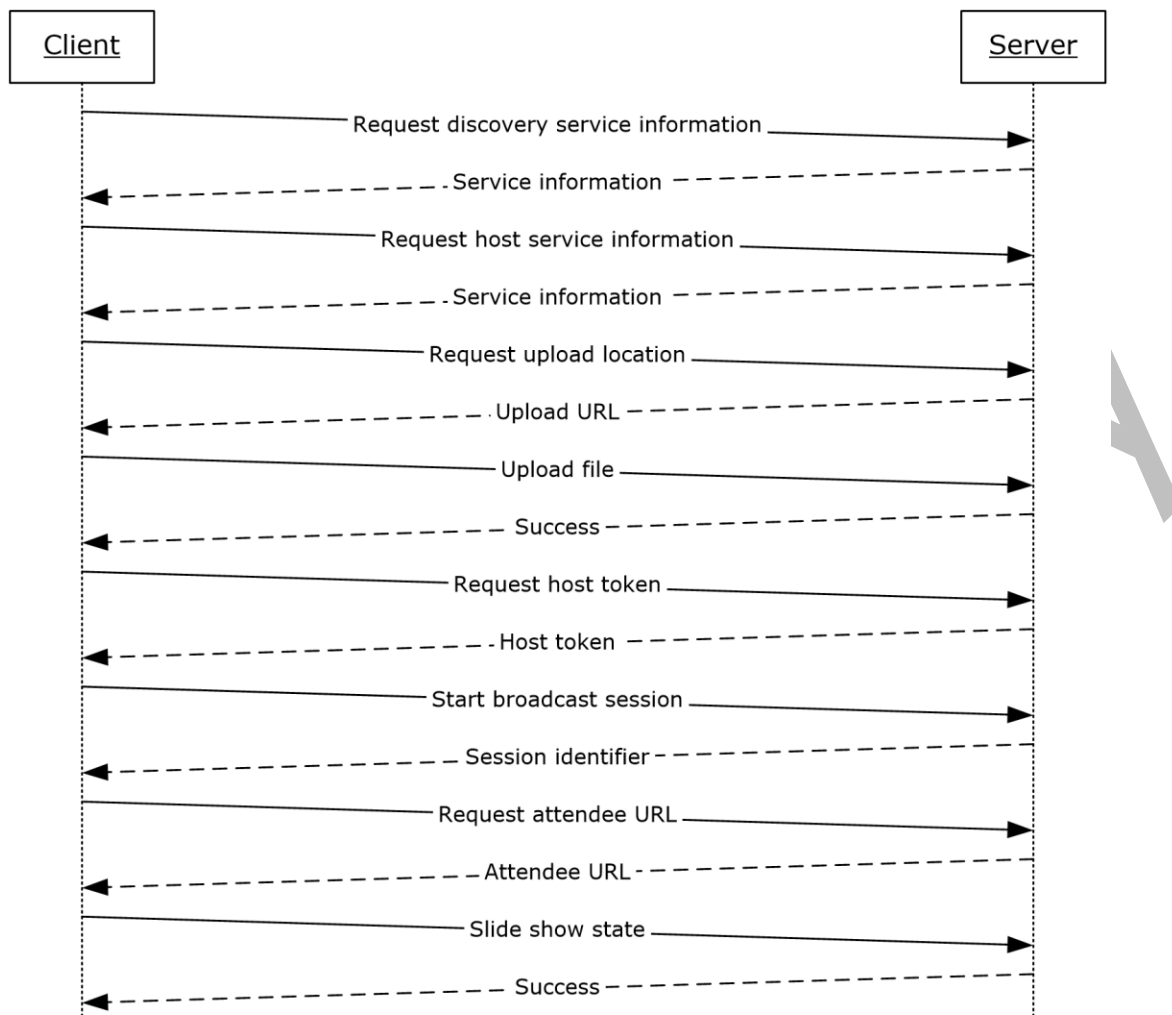 Client
Server
Request discovery service information
Service information
Request host service information
Service information
Request upload location
Upload URL
Upload file
Success
Request host token
Host token
Start broadcast session
Session identifier
Request attendee URL
Attendee URL
Slide show state
Success